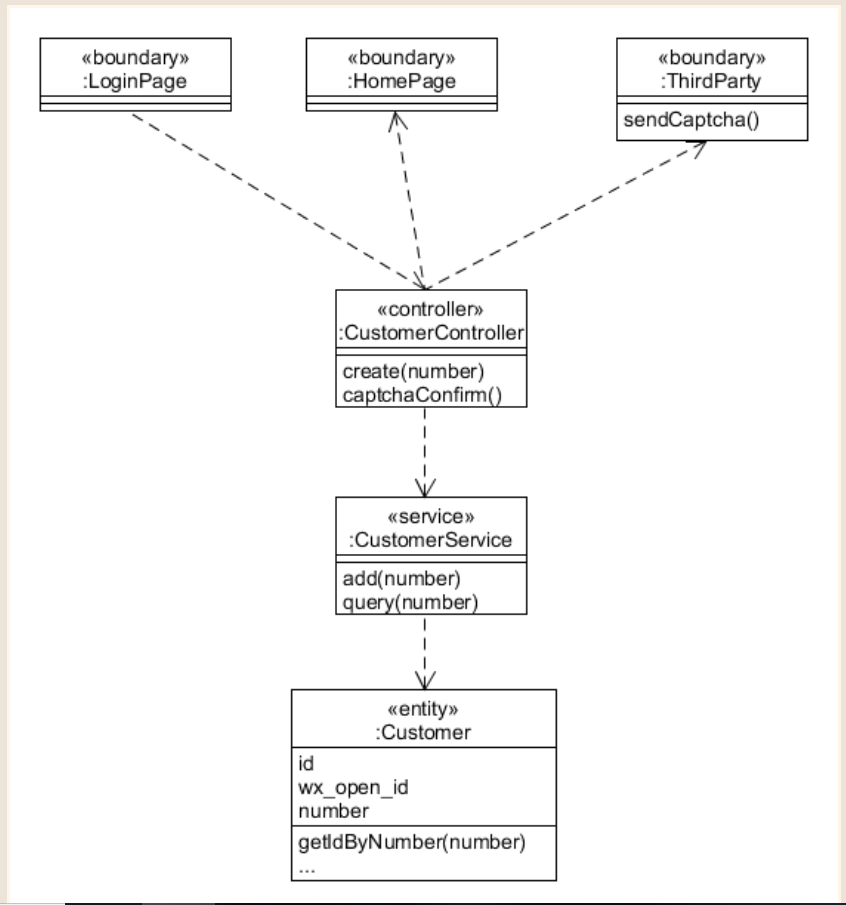 «boundary»
:LoginPage
«boundary»
:HomePage
«boundary»
:ThirdParty
sendCaptcha()
«controller»
:CustomerController
create(number)
captchaConfirm()
«service»
:CustomerService
add(number)
query(number)
«entity»
:Customer
id
wx_open_id
number
getIdByNumber(number)
...